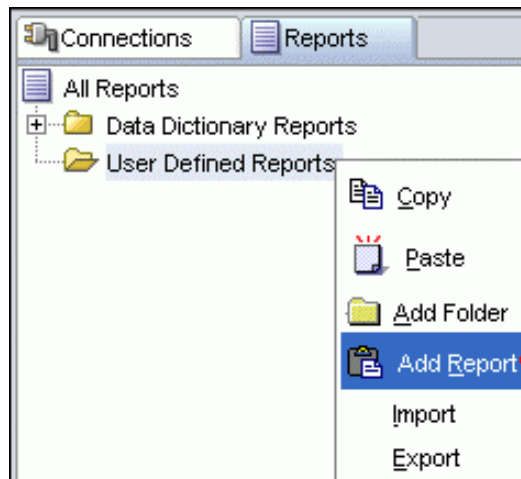 Connections Reports
All Reports
Data Dictionary Reports
User Defined Reports
Copy
Paste
Add Folder
Add Report
Import
Export